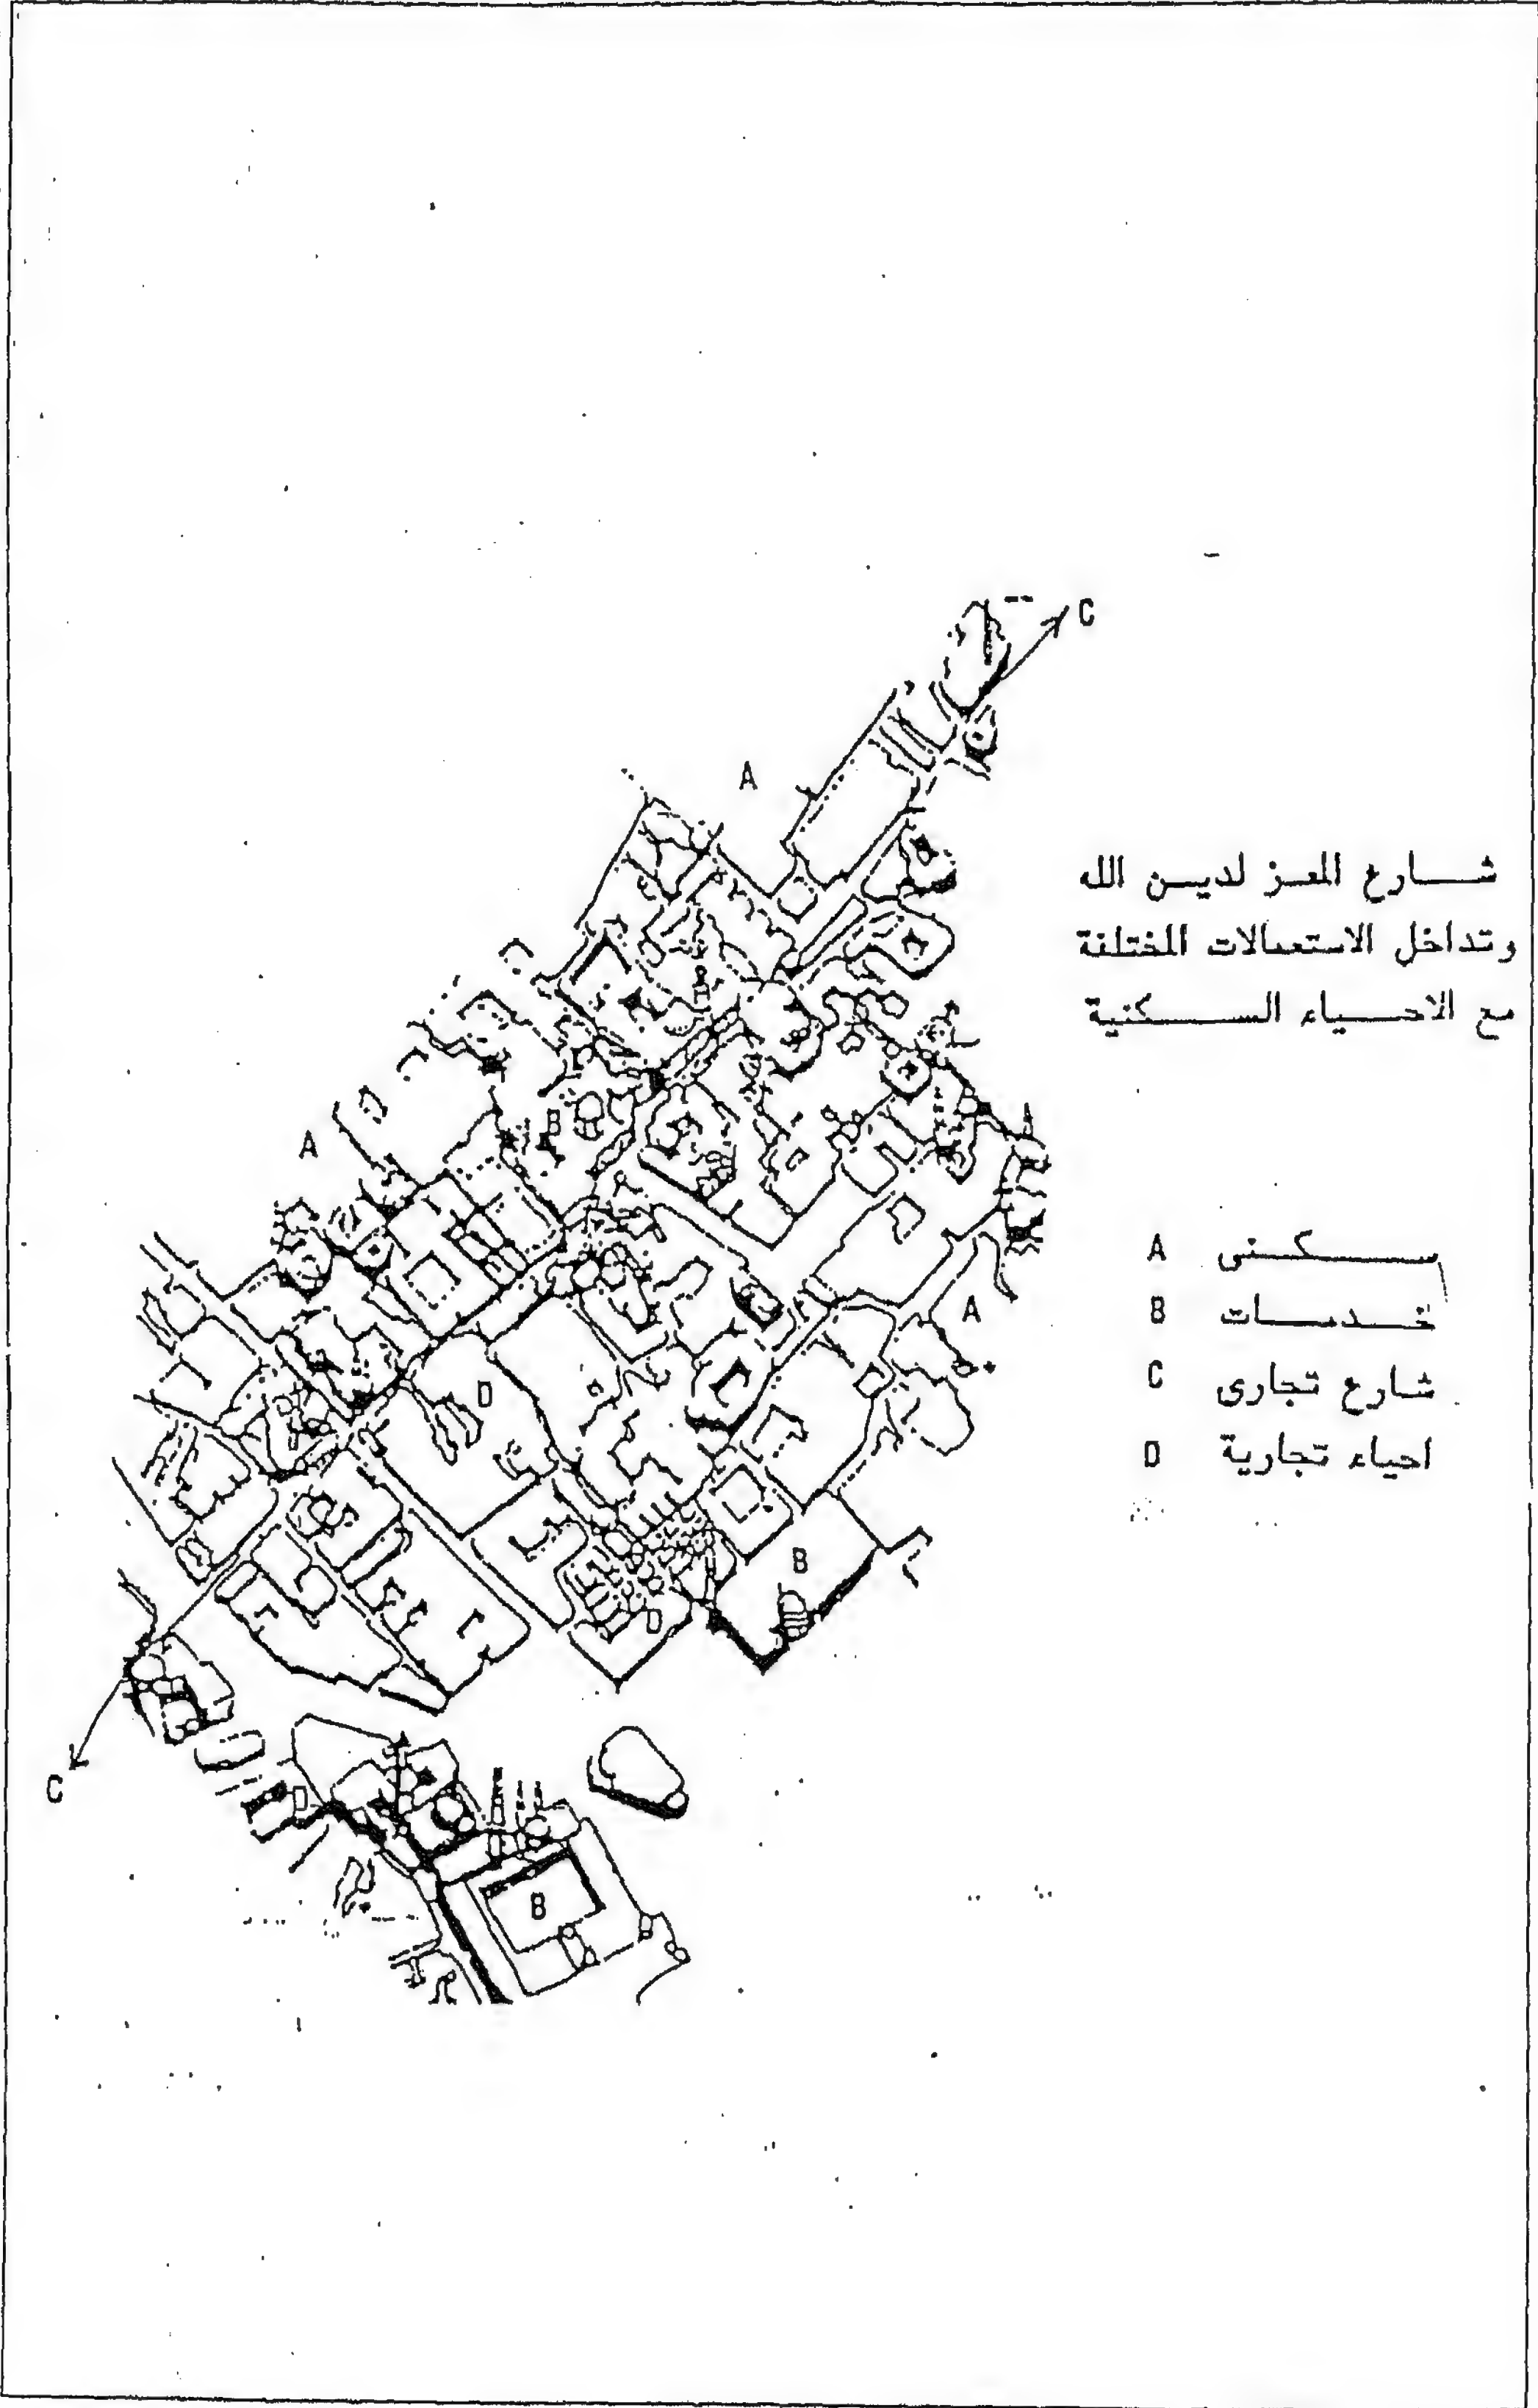 شارع المعز لدين الله
وتداخل الاستعمالات المختلفة
مع الاحياء السكنية
A سكنى
B خدمات
C شارع تجارى
D احياء تجارية
C
A
A
B
A
D
B
D
C
D
B